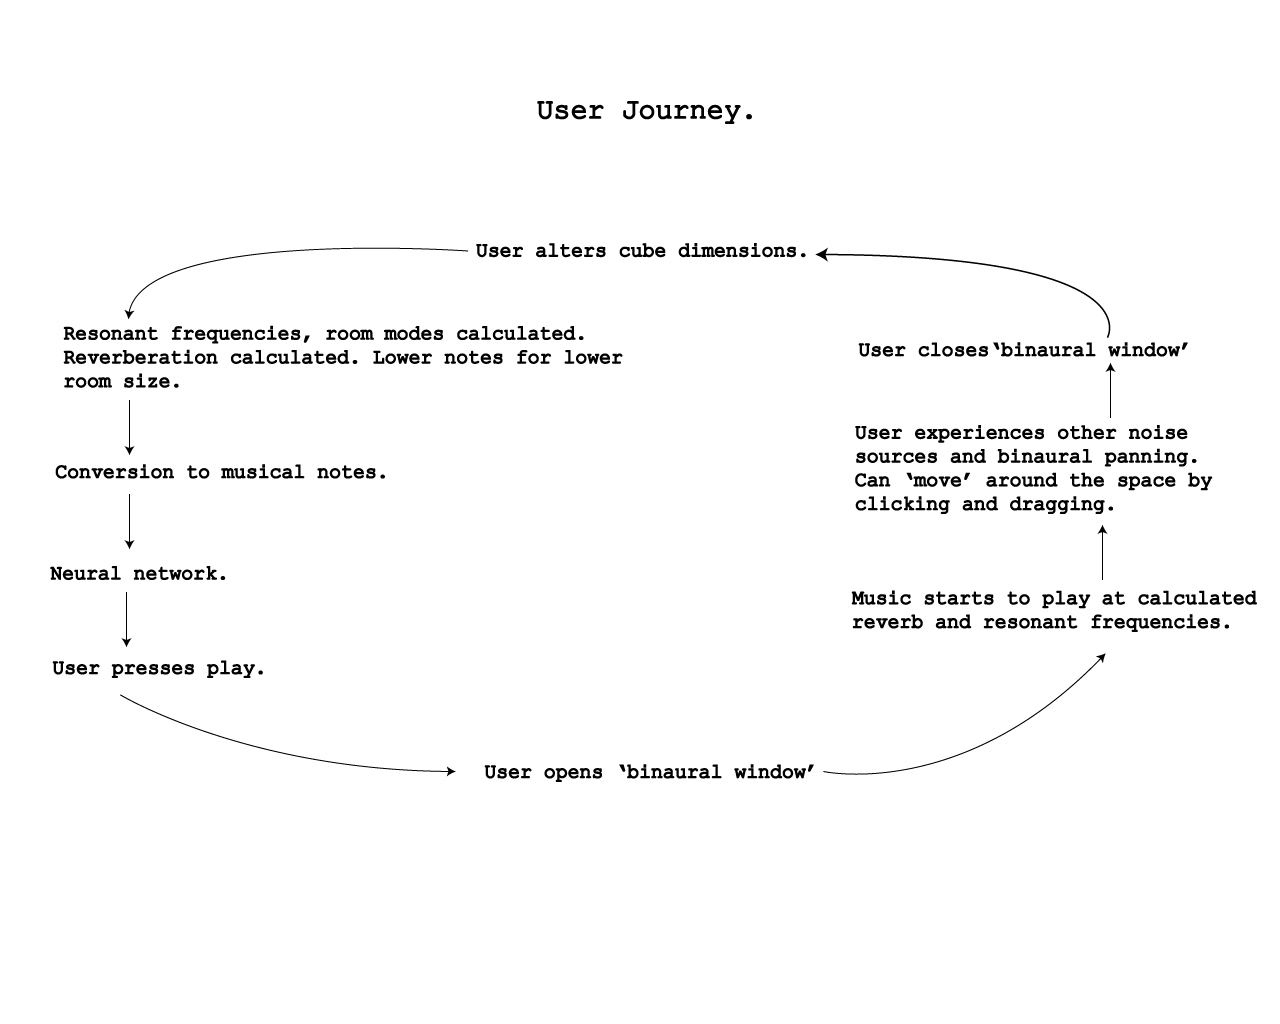 User Journey.
User alters cube dimensions.
Resonant frequencies, room modes calculated.
Reverberation calculated. Lower notes for lower
room size.
Conversion to musical notes.
Neural network.
User presses play.
User opens ‘binaural window’
Music starts to play at calculated
reverb and resonant frequencies.
User experiences other noise
sources and binaural panning.
Can ‘move’ around the space by
clicking and dragging.
User closes‘binaural window’